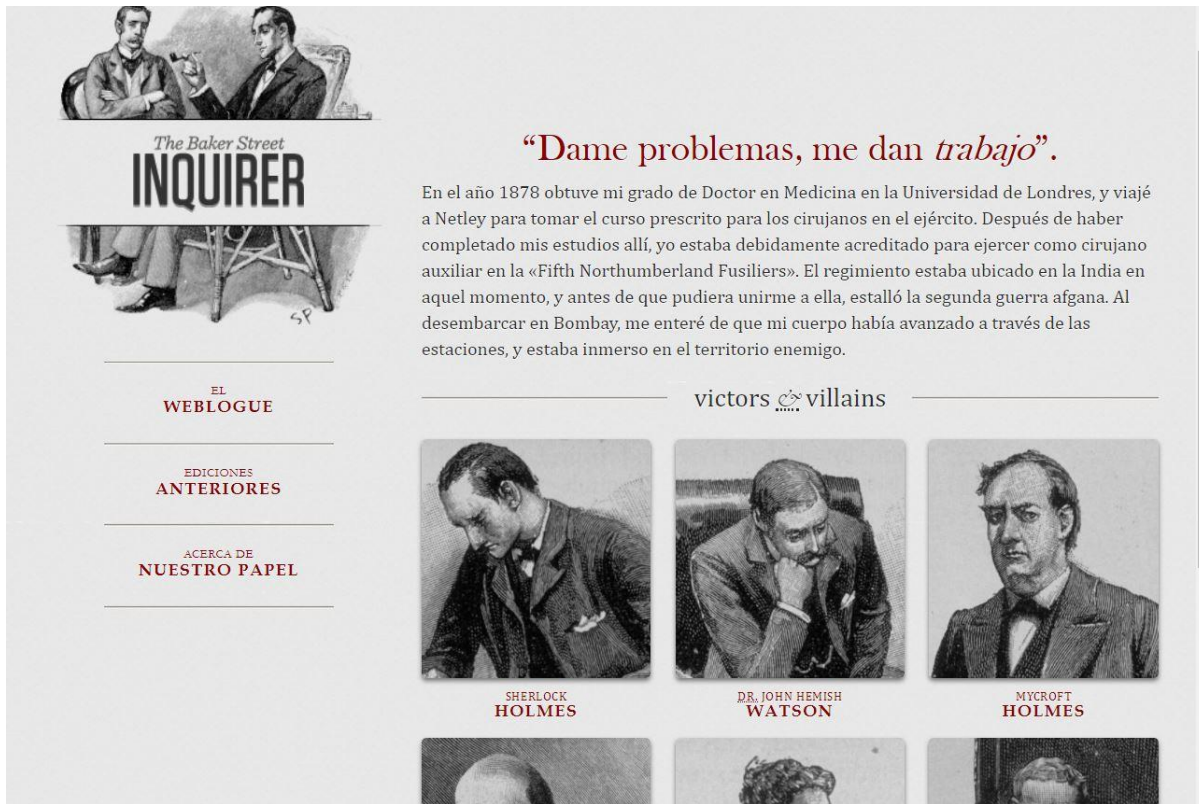 The Baker Street
INQUIRER
SP
EL
WEBLOGUE
EDICIONES
ANTERIORES
ACERCA DE
NUESTRO PAPEL
“Dame problemas, me dan trabajo”.
En el año 1878 obtuve mi grado de Doctor en Medicina en la Universidad de Londres, y viajé
a Netley para tomar el curso prescrito para los cirujanos en el ejército. Después de haber
completado mis estudios allí, yo estaba debidamente acreditado para ejercer como cirujano
auxiliar en la «Fifth Northumberland Fusiliers». El regimiento estaba ubicado en la India en
aquel momento, y antes de que pudiera unirme a ella, estalló la segunda guerra afgana. Al
desembarcar en Bombay, me enteré de que mi cuerpo había avanzado a través de las
estaciones, y estaba inmerso en el territorio enemigo.
victors & villains
SHERLOCK
HOLMES
DR. JOHN HEMISH
WATSON
MYCROFT
HOLMES